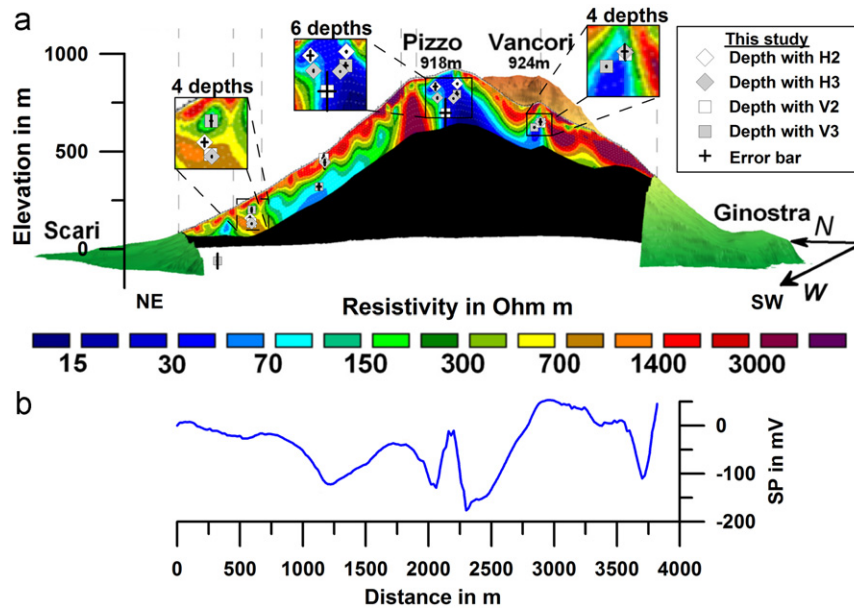 a
6 depths
4 depths
Pizzo
918m
Vancori
924m
This study
Depth with H2
Depth with H3
Depth with V2
Depth with V3
Error bar
4 depths
1000
500
0
Elevation in m
Scari
Ginostra
N
W
NE
SW
Resistivity in Ohm m
15 30 70 150 300 700 1400 3000
b
0
-100
-200
SP in mV
0 500 1000 1500 2000 2500 3000 3500 4000
Distance in m